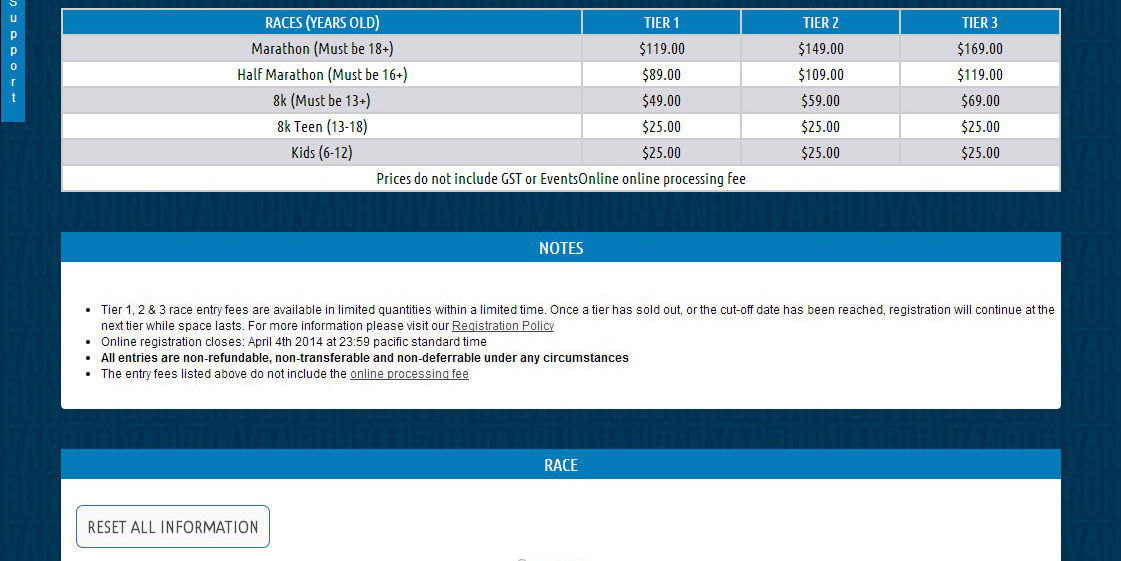 Support
RACES (YEARS OLD) TIER 1 TIER 2 TIER 3
Marathon (Must be 18+) $119.00 $149.00 $169.00
Half Marathon (Must be 16+) $89.00 $109.00 $119.00
8k (Must be 13+) $49.00 $59.00 $69.00
8k Teen (13-18) $25.00 $25.00 $25.00
Kids (6-12) $25.00 $25.00 $25.00
Prices do not include GST or EventsOnline online processing fee
NOTES
• Tier 1, 2 & 3 race entry fees are available in limited quantities within a limited time. Once a tier has sold out, or the cut-off date has been reached, registration will continue at the
next tier while space lasts. For more information please visit our Registration Policy
• Online registration closes: April 4th 2014 at 23:59 pacific standard time
• All entries are non-refundable, non-transferable and non-deferrable under any circumstances
• The entry fees listed above do not include the online processing fee
RACE
RESET ALL INFORMATION